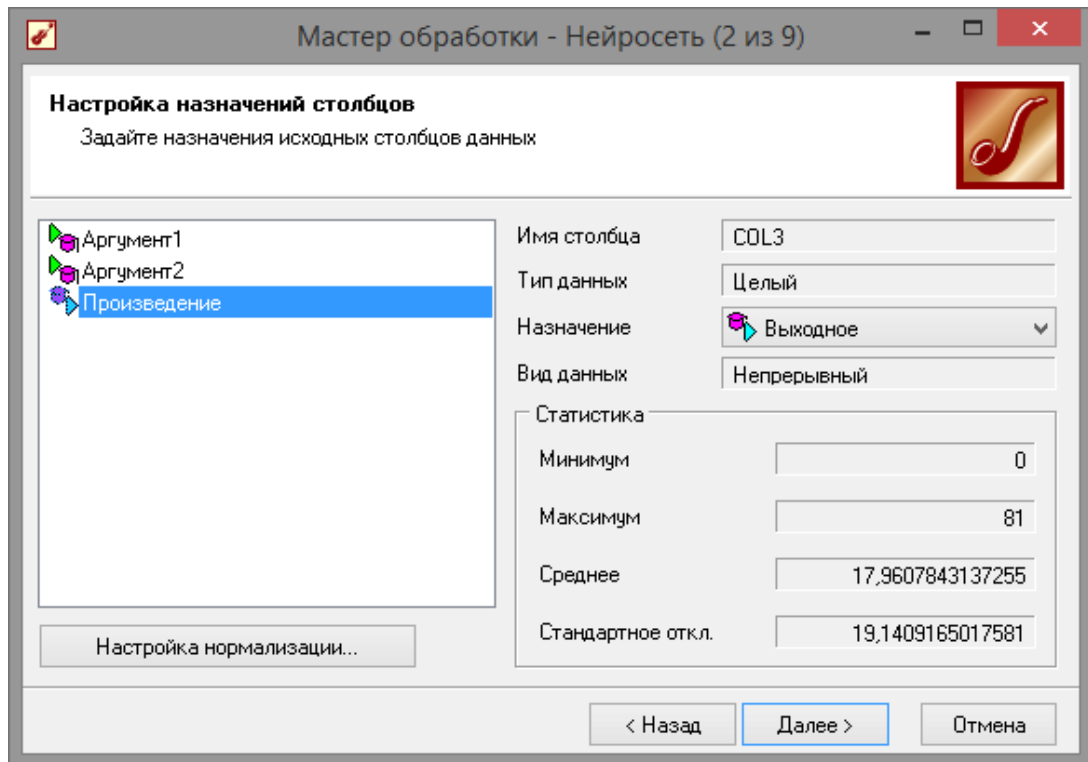 Мастер обработки - Нейросеть (2 из 9)
Настройка назначений столбцов
Задайте назначения исходных столбцов данных
Аргумент1
Аргумент2
Произведение
Настройка нормализации...
Имя столбца COL3
Тип данных Целый
Назначение Выходное
Вид данных Непрерывный
Статистика
Минимум 0
Максимум 81
Среднее 17,9607843137255
Стандартное откл. 19,1409165017581
< Назад Далее > Отмена